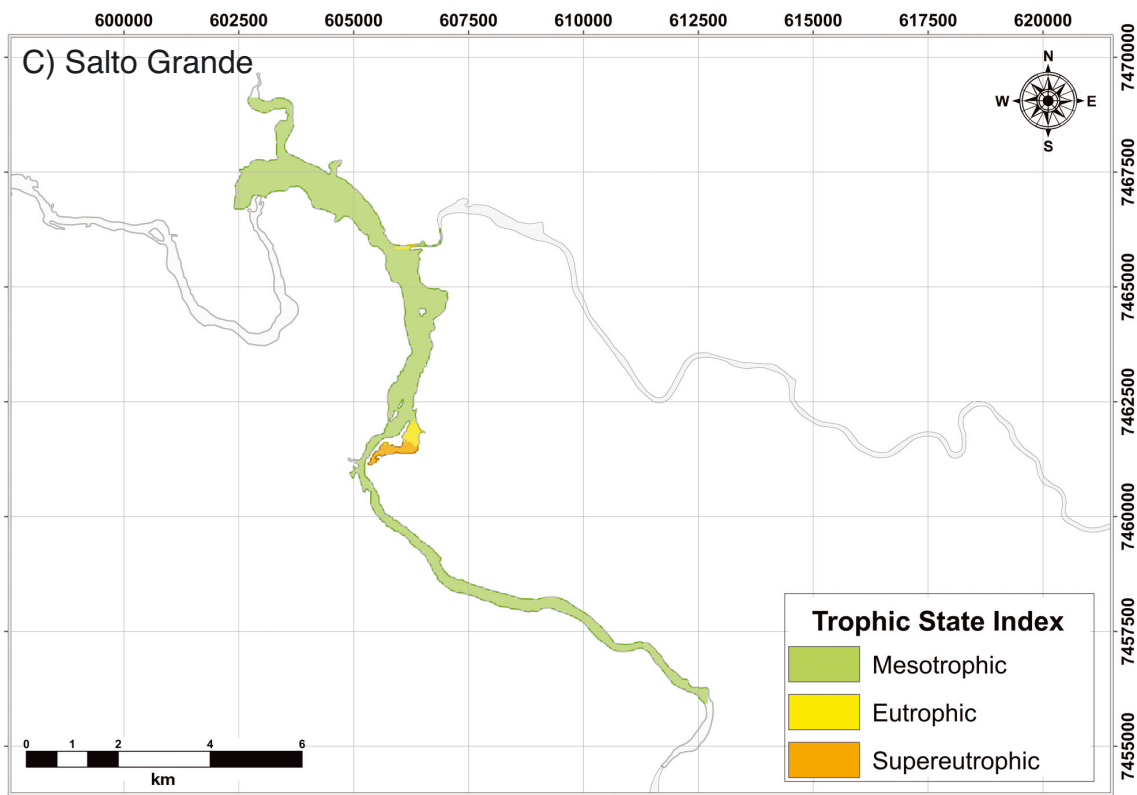 600000 602500 605000 607500 610000 612500 615000 617500 620000
C) Salto Grande
N
W E
S
7470000
7467500
7465000
7462500
7460000
7457500
7455000
Trophic State Index
Mesotrophic
Eutrophic
Supereutrophic
0 1 2 4 6
km